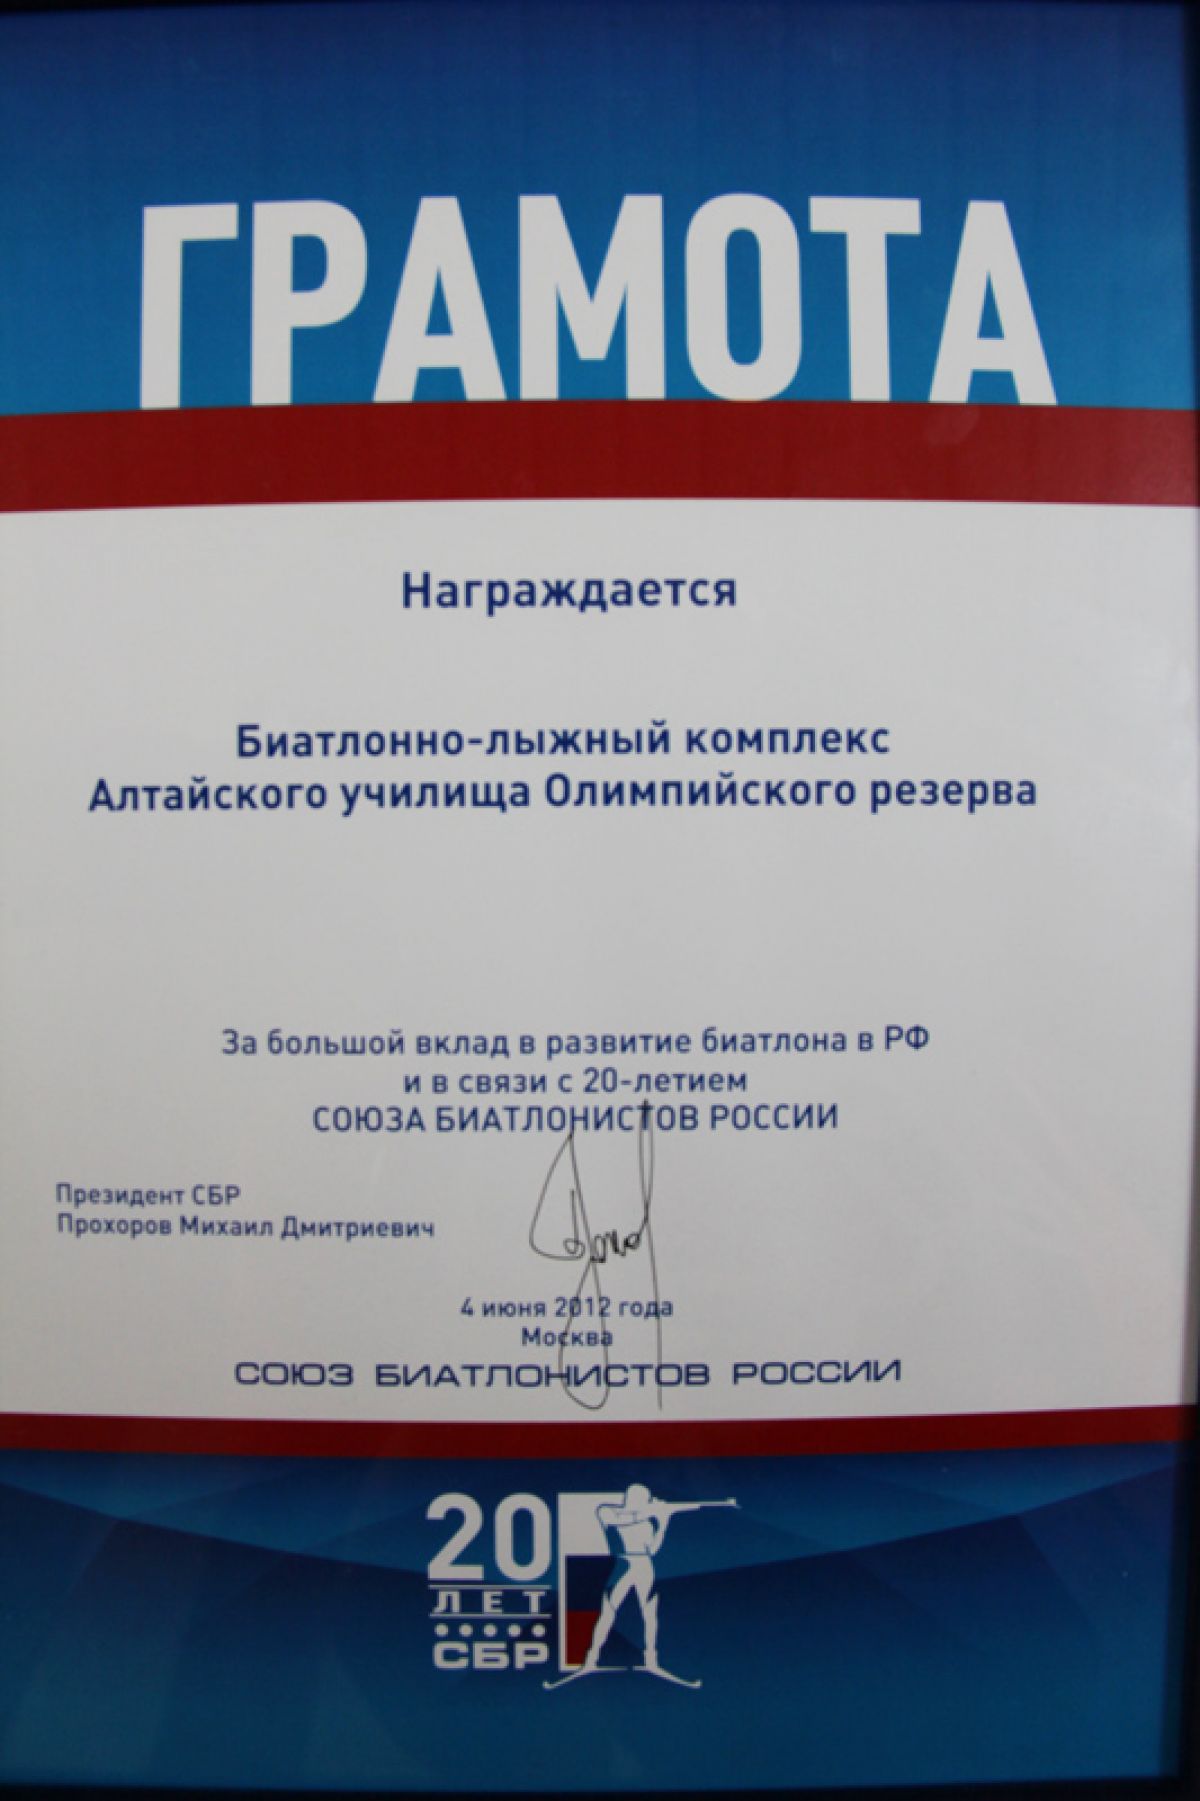 ГРАМОТА
Награждается
Биатлонно-лыжный комплекс
Алтайского училища Олимпийского резерва
За большой вклад в развитие биатлона в РФ
и в связи с 20-летием
СОЮЗА БИАТЛОНИСТОВ РОССИИ
Президент СБР
Прохоров Михаил Дмитриевич
4 июня 2012 года
Москва
СОЮЗ БИАТЛОНИСТОВ РОССИИ
20
ЛЕТ
СБР